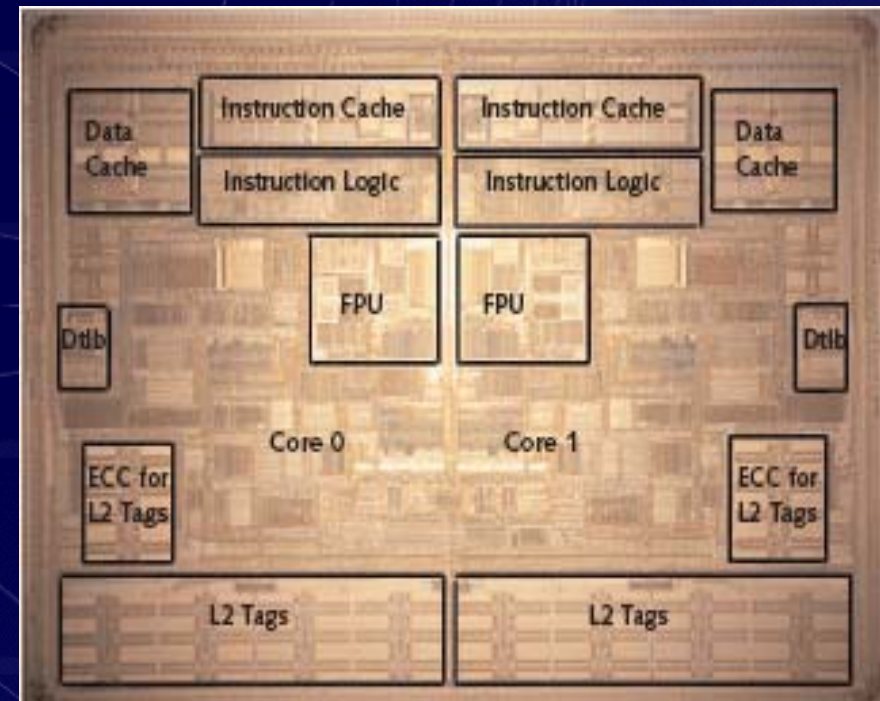 Instruction Cache
Instruction Cache
Data
Cache
Data
Cache
Instruction Logic
Instruction Logic
FPU
FPU
Dtlb
Dtlb
Core 0
Core 1
ECC for
L2 Tags
ECC for
L2 Tags
L2 Tags
L2 Tags